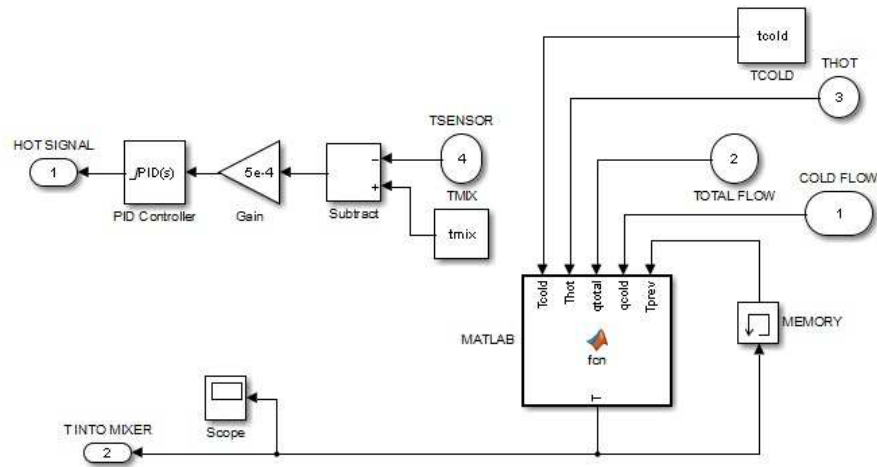 tcold
TCOLD
THOT
3
TSENSOR
HOT SIGNAL
1
PID(s)
PID Controller
5e-4
Gain
−
+
Subtract
4
TMIX
tmix
2
TOTAL FLOW
COLD FLOW
1
Tcold
Thot
qtotal
qcold
Tprev
MATLAB
fcn
T
MEMORY
Scope
T INTO MIXER
2